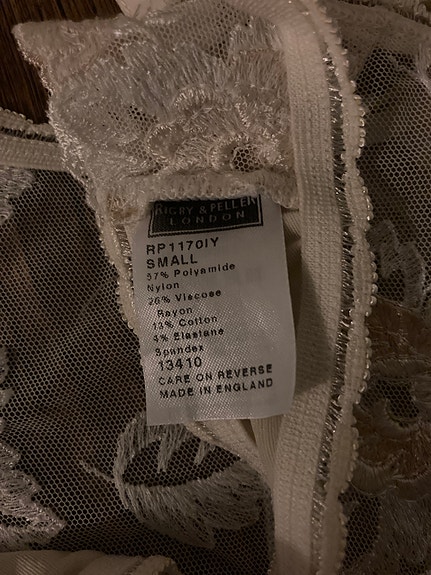 RIGBY & PELLER
LONDON
RP1170IY
SMALL
57% Polyamide
Nylon
26% Viscose
Rayon
13% Cotton
4% Elastane
Spandex
13410
CARE ON REVERSE
MADE IN ENGLAND